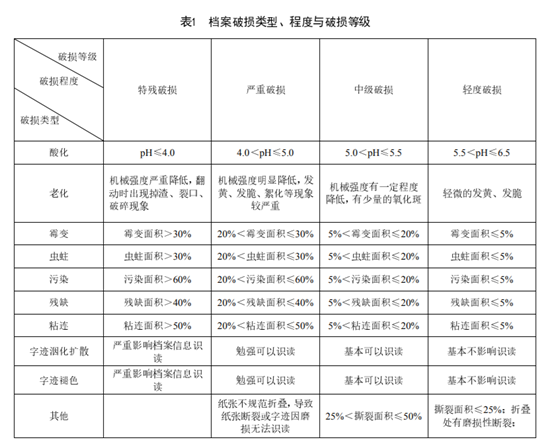 表1 档案破损类型、程度与破损等级
破损等级
破损程度
破损类型
特残破损 严重破损 中级破损 轻度破损
酸化 pH≤4.0 4.0＜pH≤5.0 5.0＜pH≤5.5 5.5＜pH≤6.5
老化
机械强度严重降低，翻
动时出现掉渣、裂口、
破碎现象
机械强度明显降低，发
黄、发脆、絮化等现象
较严重
机械强度有一定程度
降低，有少量的氧化斑
轻微的发黄、发脆
霉变 霉变面积＞30% 20%＜霉变面积≤30% 5%＜霉变面积≤20% 霉变面积≤5%
虫蛀 虫蛀面积＞30% 20%＜虫蛀面积≤30% 5%＜虫蛀面积≤20% 虫蛀面积≤5%
污染 污染面积＞60% 20%＜污染面积≤60% 5%＜污染面积≤20% 污染面积≤5%
残缺 残缺面积＞40% 20%＜残缺面积≤40% 5%＜残缺面积≤20% 残缺面积≤5%
粘连 粘连面积＞50% 20%＜粘连面积≤50% 5%＜粘连面积≤20% 粘连面积≤5%
字迹洇化扩散
严重影响档案信息识
读
勉强可以识读 基本可以识读 基本不影响识读
字迹褪色
严重影响档案信息识
读
勉强可以识读 基本可以识读 基本不影响识读
其他
纸张不规范折叠，导致
纸张断裂或字迹因磨
损无法识读
25%＜撕裂面积≤50%
撕裂面积≤25%；折叠
处有磨损性断裂；